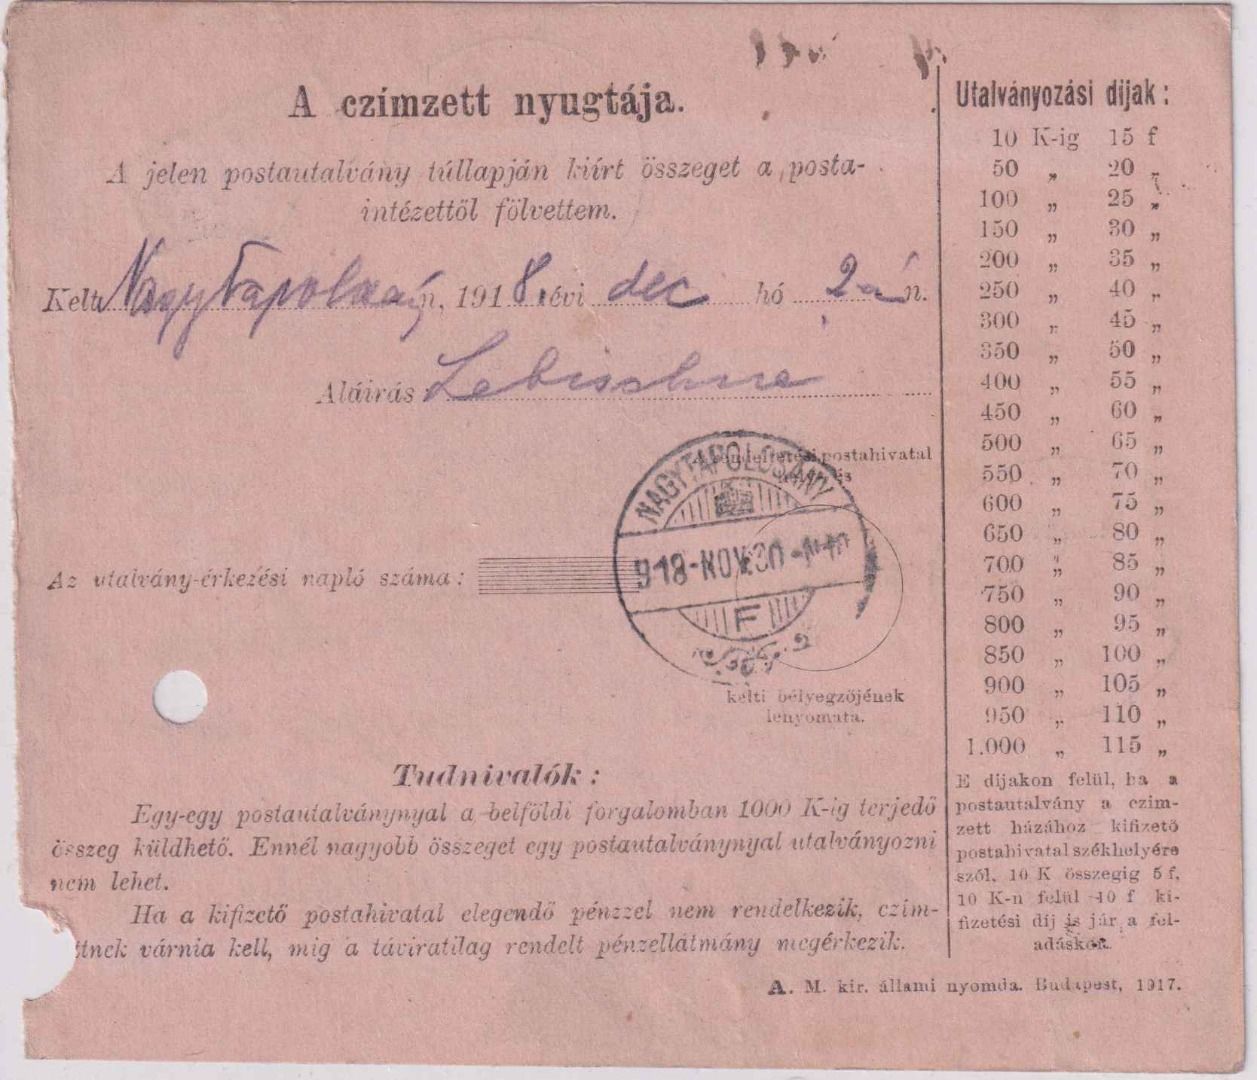 A czímzett nyugtája.
A jelen postautalvány túllapján kiírt összeget a posta-
intézettől fölvettem.
Kelt Nagy Tapolcsán, 1918. évi dec hó 2án.
Aláírás:
A rendeltetési postahivatal
NAGYTAPOLCSÁNY
918-NOV.30
F
Az utalvány-érkezési napló száma:
kelti bélyegzőjének
lenyomata.
Tudnivalók:
Egy-egy postautalványnyal a belföldi forgalomban 1000 K-ig terjedő
összeg küldhető. Ennél nagyobb összeget egy postautalványnyal utalványozni
nem lehet.
Ha a kifizető postahivatal elegendő pénzzel nem rendelkezik, czím-
ttnek várnia kell, míg a táviratilag rendelt pénzellátmány megérkezik.
Utalványozási díjak:
10 K-ig 15 f
50 „ 20 „
100 „ 25 „
150 „ 30 „
200 „ 35 „
250 „ 40 „
300 „ 45 „
350 „ 50 „
400 „ 55 „
450 „ 60 „
500 „ 65 „
550 „ 70 „
600 „ 75 „
650 „ 80 „
700 „ 85 „
750 „ 90 „
800 „ 95 „
850 „ 100 „
900 „ 105 „
950 „ 110 „
1.000 „ 115 „
E díjakon felül, ha a
postautalvány a czím-
zett házához kifizető
postahivatal székhelyére
szól, 10 K összegig 5 f,
10 K-n felül 10 f ki-
fizetési díj is jár a fel-
adáskor.
A. M. kir. állami nyomda. Budapest, 1917.